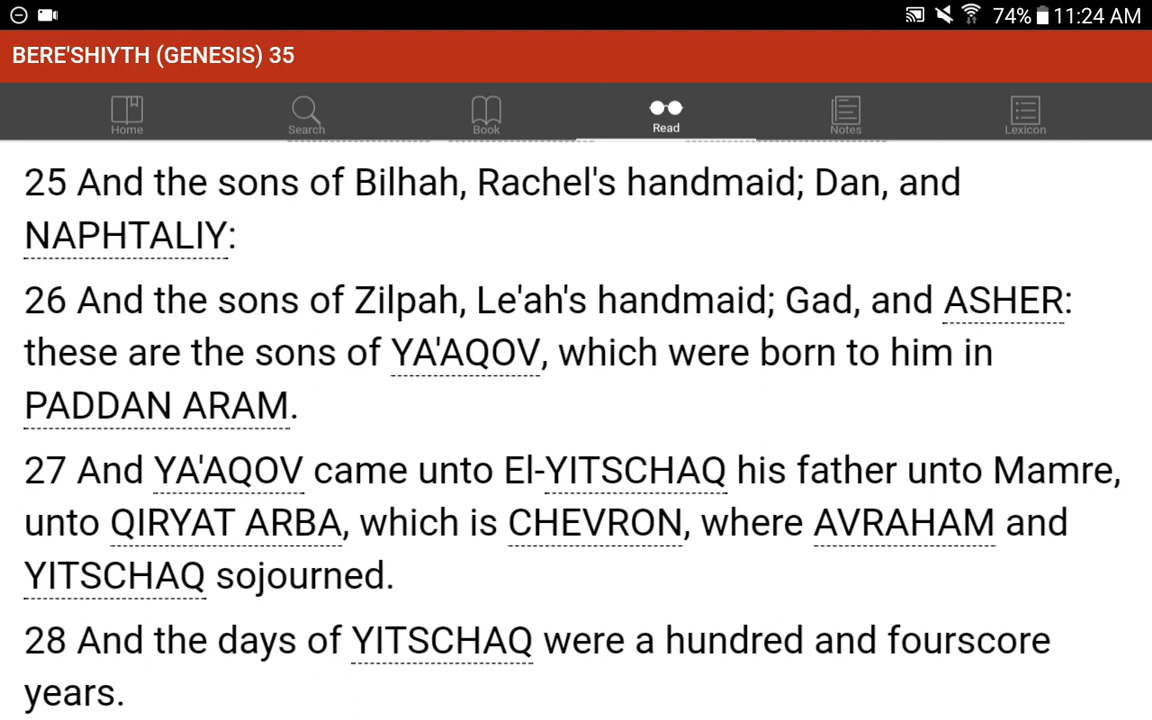 74% 11:24 AM
BERE'SHIYTH (GENESIS) 35
Home Search Book Read Notes Lexicon
25 And the sons of Bilhah, Rachel's handmaid; Dan, and
NAPHTALIY:
26 And the sons of Zilpah, Le'ah's handmaid; Gad, and ASHER:
these are the sons of YA'AQOV, which were born to him in
PADDAN ARAM.
27 And YA'AQOV came unto El-YITSCHAQ his father unto Mamre,
unto QIRYAT ARBA, which is CHEVRON, where AVRAHAM and
YITSCHAQ sojourned.
28 And the days of YITSCHAQ were a hundred and fourscore
years.